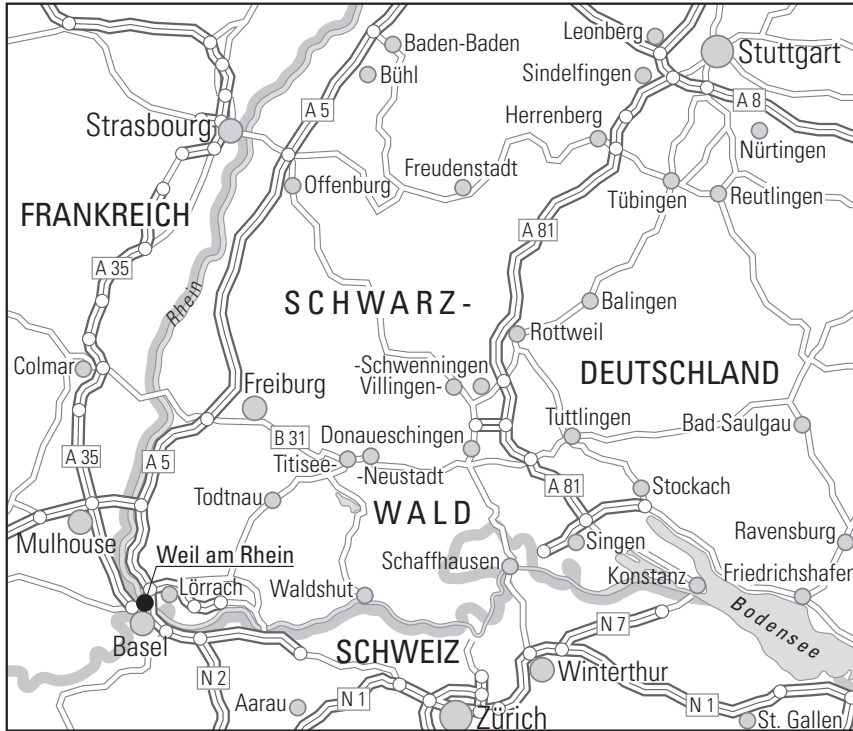 Leonberg
Baden-Baden
Stuttgart
Bühl
Sindelfingen
A 5
A 8
Herrenberg
Strasbourg
Nürtingen
Freudenstadt
Offenburg
Tübingen
Reutlingen
FRANKREICH
A 81
A 35
Rhein
SCHWARZ-
Balingen
Rottweil
Colmar
-Schwenningen
Villingen-
DEUTSCHLAND
Freiburg
Tuttlingen
Bad Saulgau
B 31
Donaueschingen
A 35
A 5
Titisee-
-Neustadt
A 81
Stockach
Todtnau
WALD
Mulhouse
Ravensburg
Singen
Weil am Rhein
Schaffhausen
Lörrach
Waldshut
Konstanz
Friedrichshafen
Bodensee
N 7
Basel
SCHWEIZ
Winterthur
N 2
Aarau
N 1
Zürich
N 1
St. Gallen